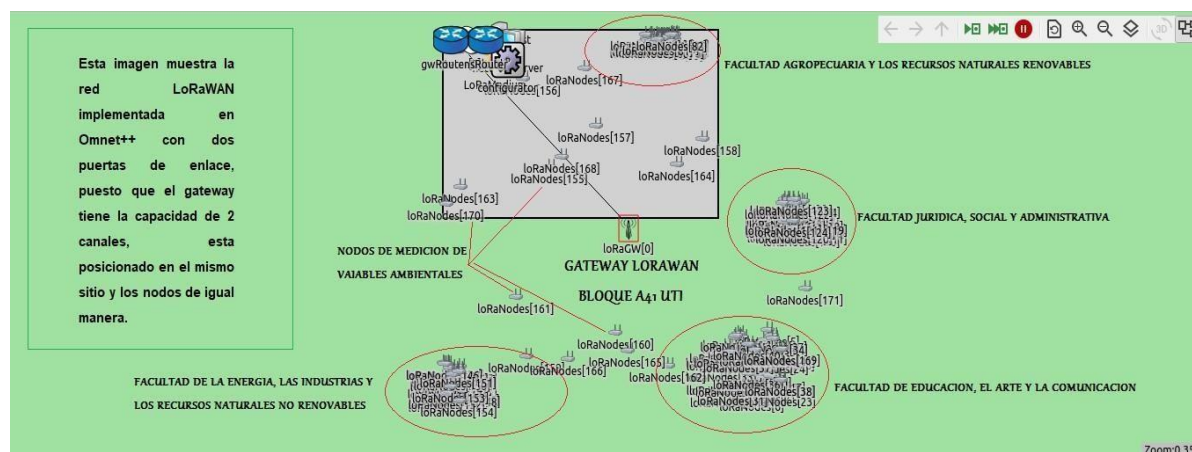 Esta imagen muestra la
red LoRaWAN
implementada en
Omnet++ con dos
puertas de enlace,
puesto que el gateway
tiene la capacidad de 2
canales, esta
posicionado en el mismo
sitio y los nodos de igual
manera.
configurator
loRaNodes[82]
FACULTAD AGROPECUARIA Y LOS RECURSOS NATURALES RENOVABLES
loRaNodes[167]
loRaNodes[157]
loRaNodes[158]
loRaNodes[168]
loRaNodes[155]
loRaNodes[164]
loRaNodes[163]
loRaNodes[170]
loRaNodes[123]
loRaNodes[124]
FACULTAD JURIDICA, SOCIAL Y ADMINISTRATIVA
loRaGW[0]
NODOS DE MEDICION DE
VAIABLES AMBIENTALES
GATEWAY LORAWAN
BLOQUE A41 UTI
loRaNodes[161]
loRaNodes[171]
loRaNodes[160]
loRaNodes[165]
loRaNodes[166]
loRaNodes[162]
loRaNodes[169]
loRaNodes[38]
FACULTAD DE LA ENERGIA, LAS INDUSTRIAS Y
LOS RECURSOS NATURALES NO RENOVABLES
loRaNodes[151]
loRaNodes[154]
FACULTAD DE EDUCACION, EL ARTE Y LA COMUNICACION